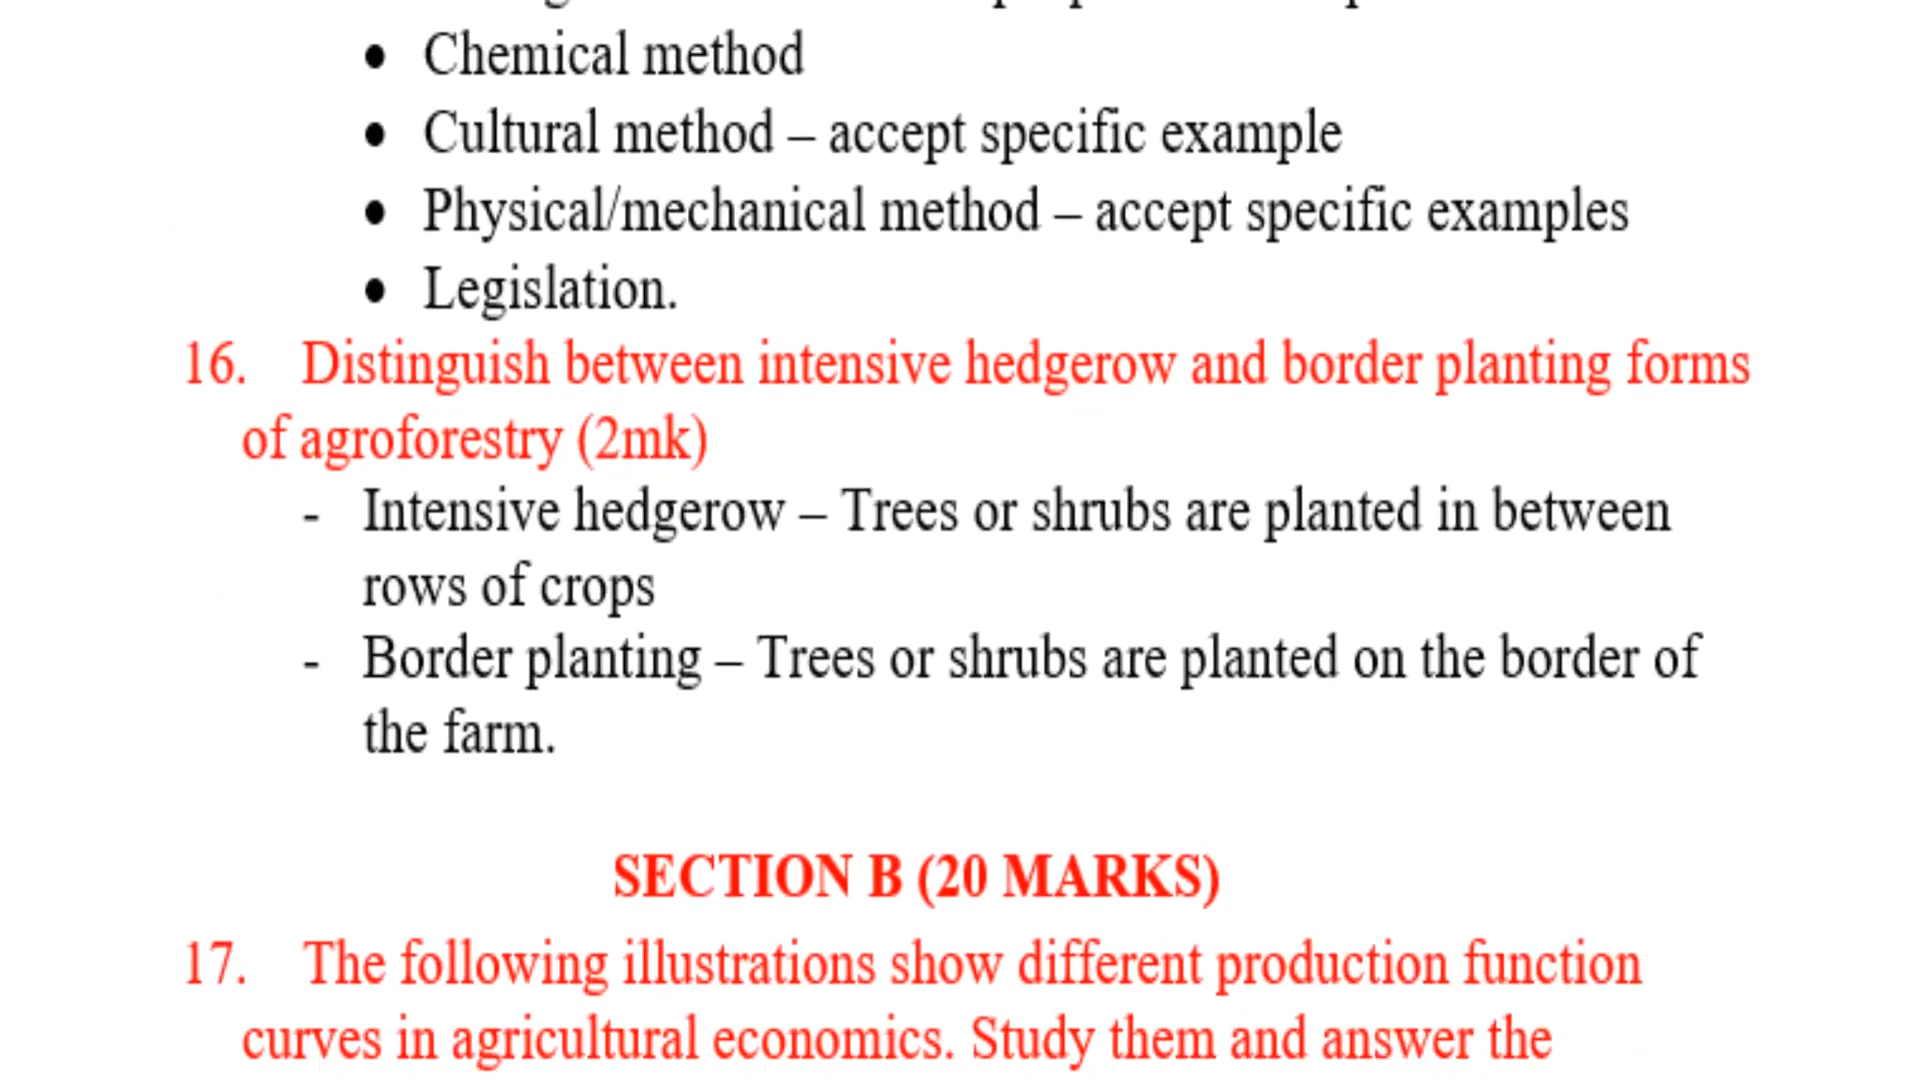 • Chemical method
• Cultural method – accept specific example
• Physical/mechanical method – accept specific examples
• Legislation.
16. Distinguish between intensive hedgerow and border planting forms
of agroforestry (2mk)
- Intensive hedgerow – Trees or shrubs are planted in between
rows of crops
- Border planting – Trees or shrubs are planted on the border of
the farm.
SECTION B (20 MARKS)
17. The following illustrations show different production function
curves in agricultural economics. Study them and answer the